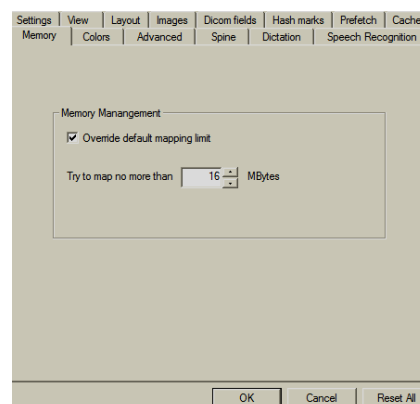 Settings View Layout Images Dicom fields Hash marks Prefetch Cache
Memory Colors Advanced Spine Dictation Speech Recognition
Memory Manangement
Override default mapping limit
Try to map no more than 16 MBytes
OK Cancel Reset All